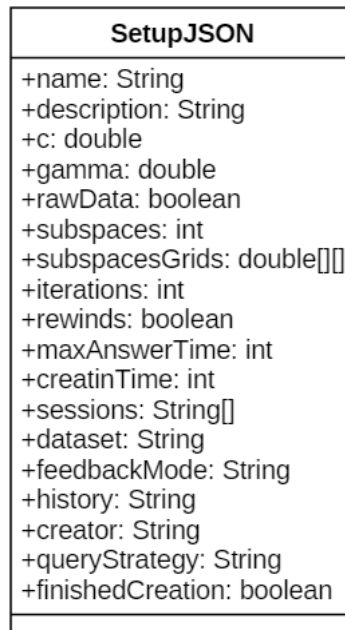 SetupJSON
+name: String
+description: String
+c: double
+gamma: double
+rawData: boolean
+subspaces: int
+subspacesGrids: double[][]
+iterations: int
+rewinds: boolean
+maxAnswerTime: int
+creatinTime: int
+sessions: String[]
+dataset: String
+feedbackMode: String
+history: String
+creator: String
+queryStrategy: String
+finishedCreation: boolean